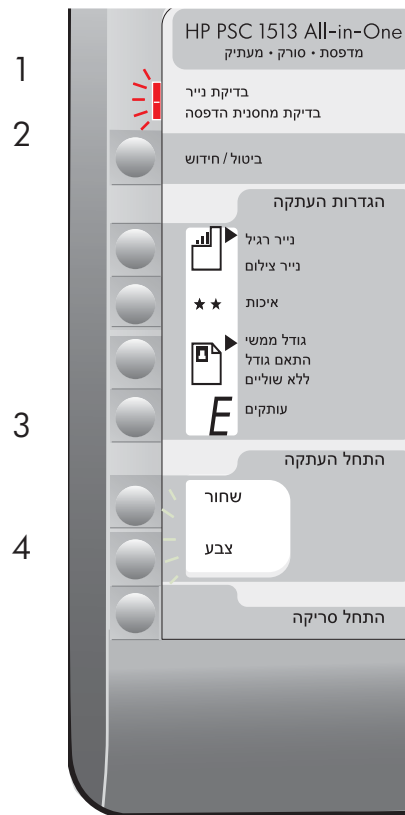 HP PSC 1513 All-in-One
מדפסת • סורק • מעתיק
1
בדיקת נייר
בדיקת מחסנית הדפסה
2
ביטול / חידוש
הגדרות העתקה
נייר רגיל
נייר צילום
איכות
גודל ממשי
התאם גודל
ללא שוליים
E
עותקים
3
התחל העתקה
שחור
4
צבע
התחל סריקה